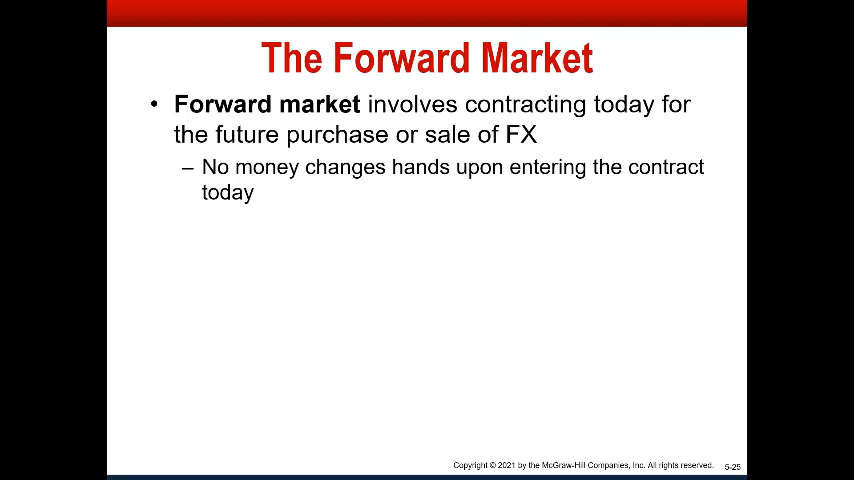 The Forward Market
• Forward market involves contracting today for
the future purchase or sale of FX
– No money changes hands upon entering the contract
today
Copyright © 2021 by the McGraw-Hill Companies, Inc. All rights reserved.
5-25